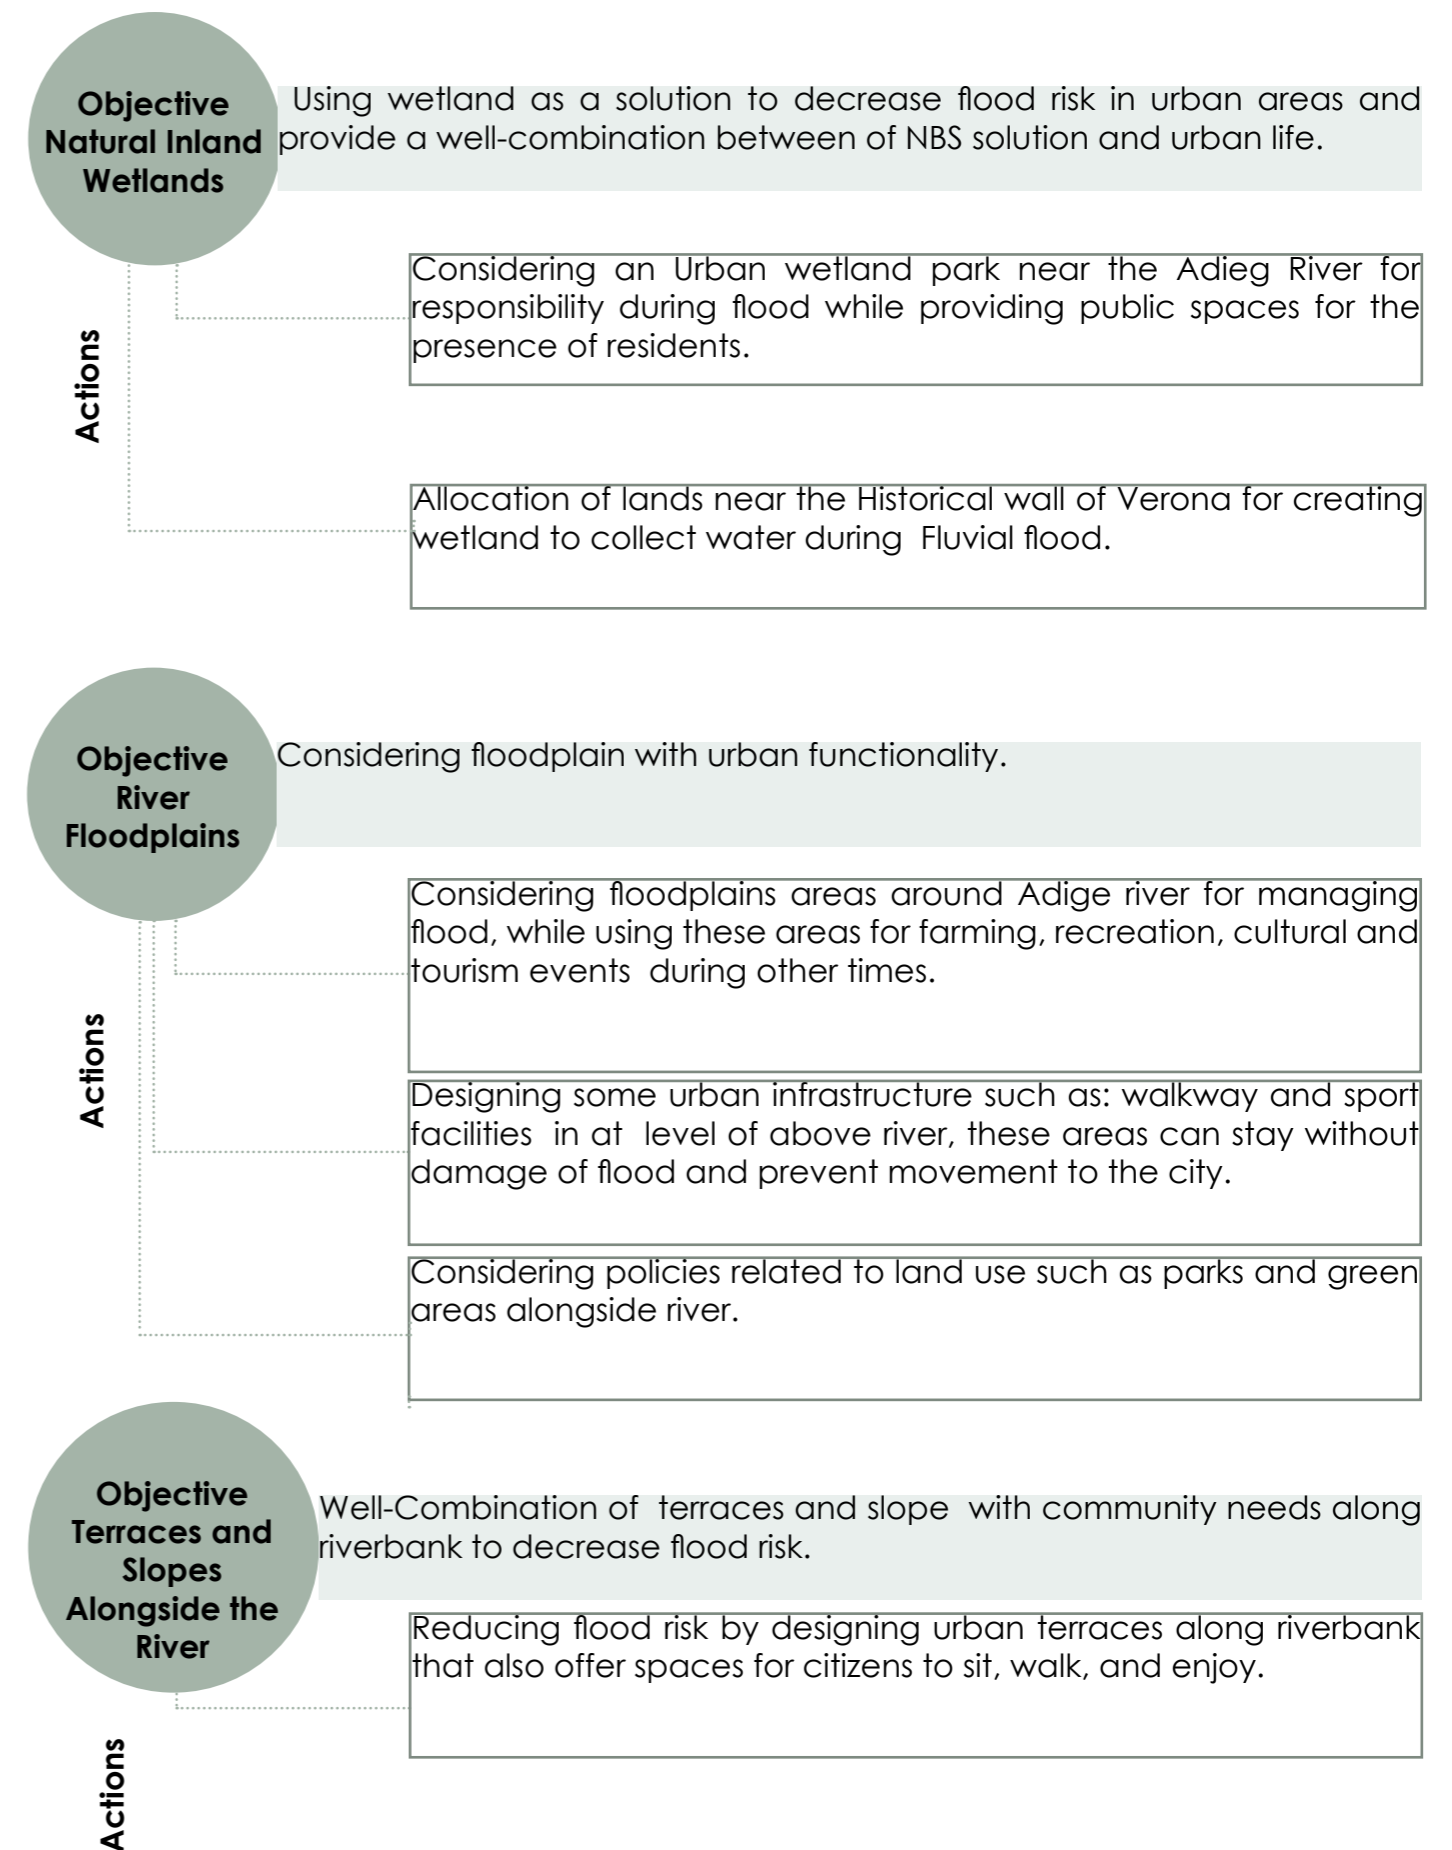 Objective
Natural Inland
Wetlands
Using wetland as a solution to decrease flood risk in urban areas and
provide a well-combination between of NBS solution and urban life.
Actions
Considering an Urban wetland park near the Adieg River for
responsibility during flood while providing public spaces for the
presence of residents.
Allocation of lands near the Historical wall of Verona for creating
wetland to collect water during Fluvial flood.
Objective
River
Floodplains
Considering floodplain with urban functionality.
Actions
Considering floodplains areas around Adige river for managing
flood, while using these areas for farming, recreation, cultural and
tourism events during other times.
Designing some urban infrastructure such as: walkway and sport
facilities in at level of above river, these areas can stay without
damage of flood and prevent movement to the city.
Considering policies related to land use such as parks and green
areas alongside river.
Objective
Terraces and
Slopes
Alongside the
River
Well-Combination of terraces and slope with community needs along
riverbank to decrease flood risk.
Actions
Reducing flood risk by designing urban terraces along riverbank
that also offer spaces for citizens to sit, walk, and enjoy.